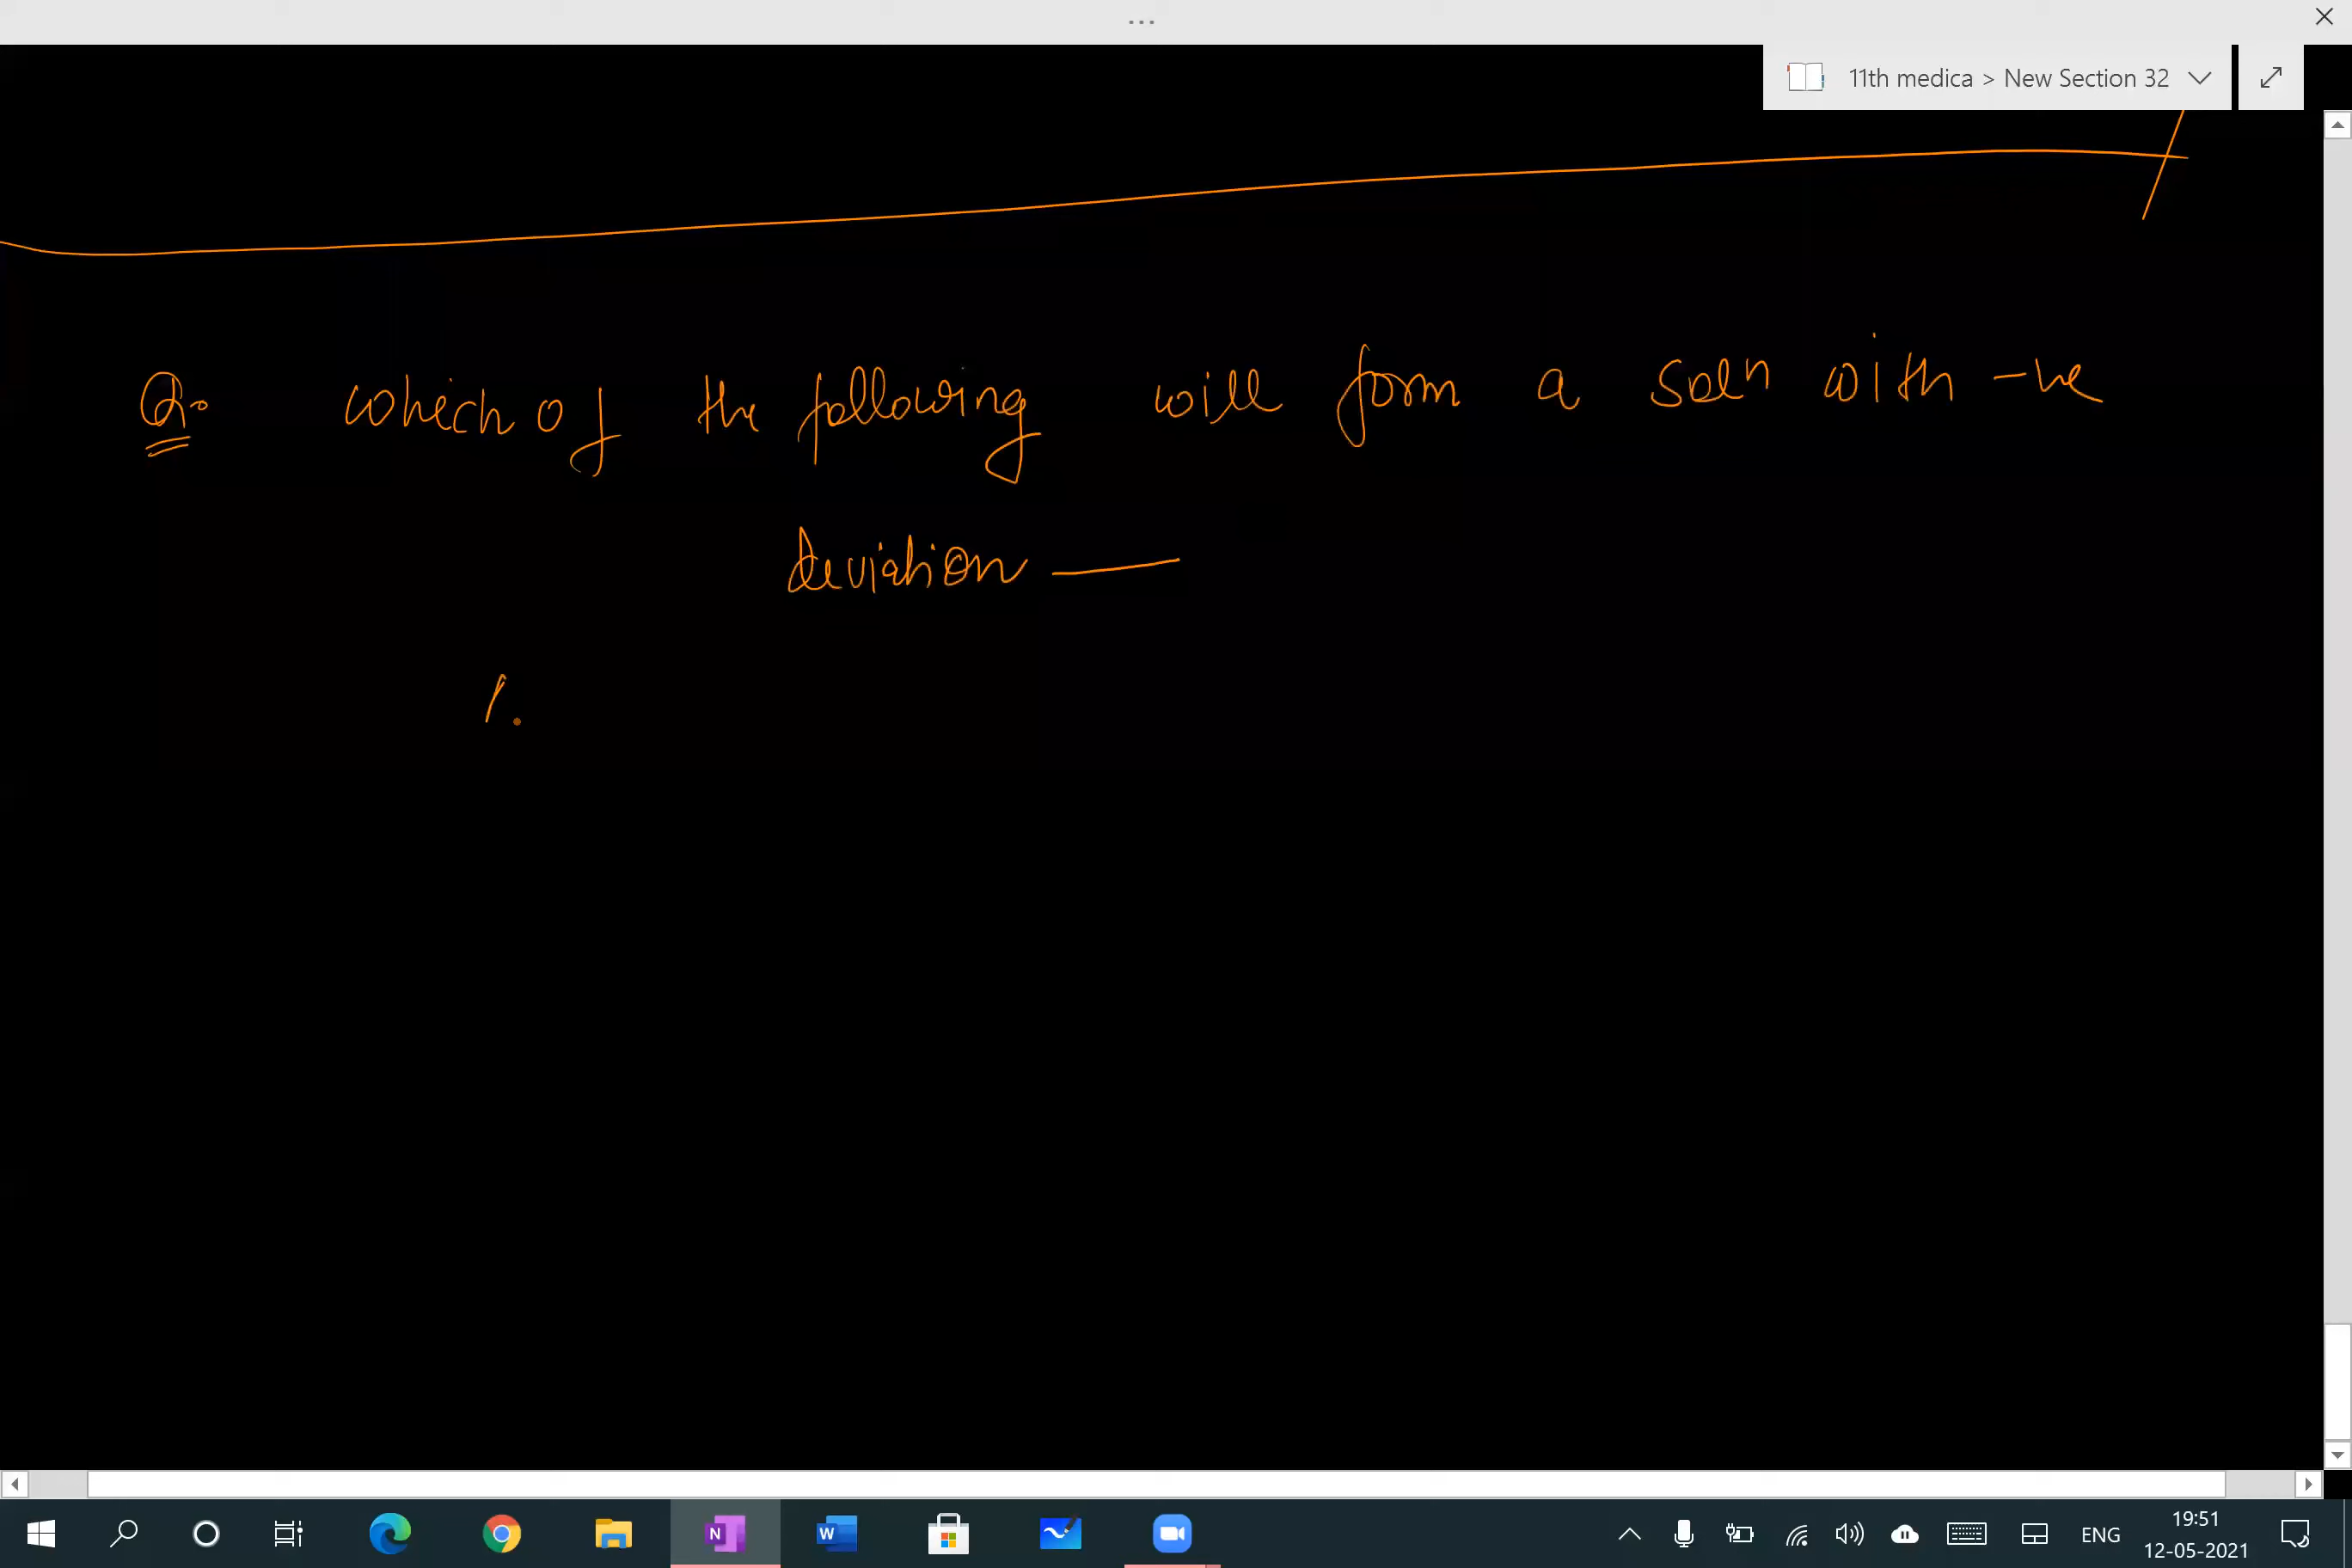 11th medica > New Section 32
Q. which of the following will form a soln with -ve
deviation —
1.
ENG
19:51
12-05-2021